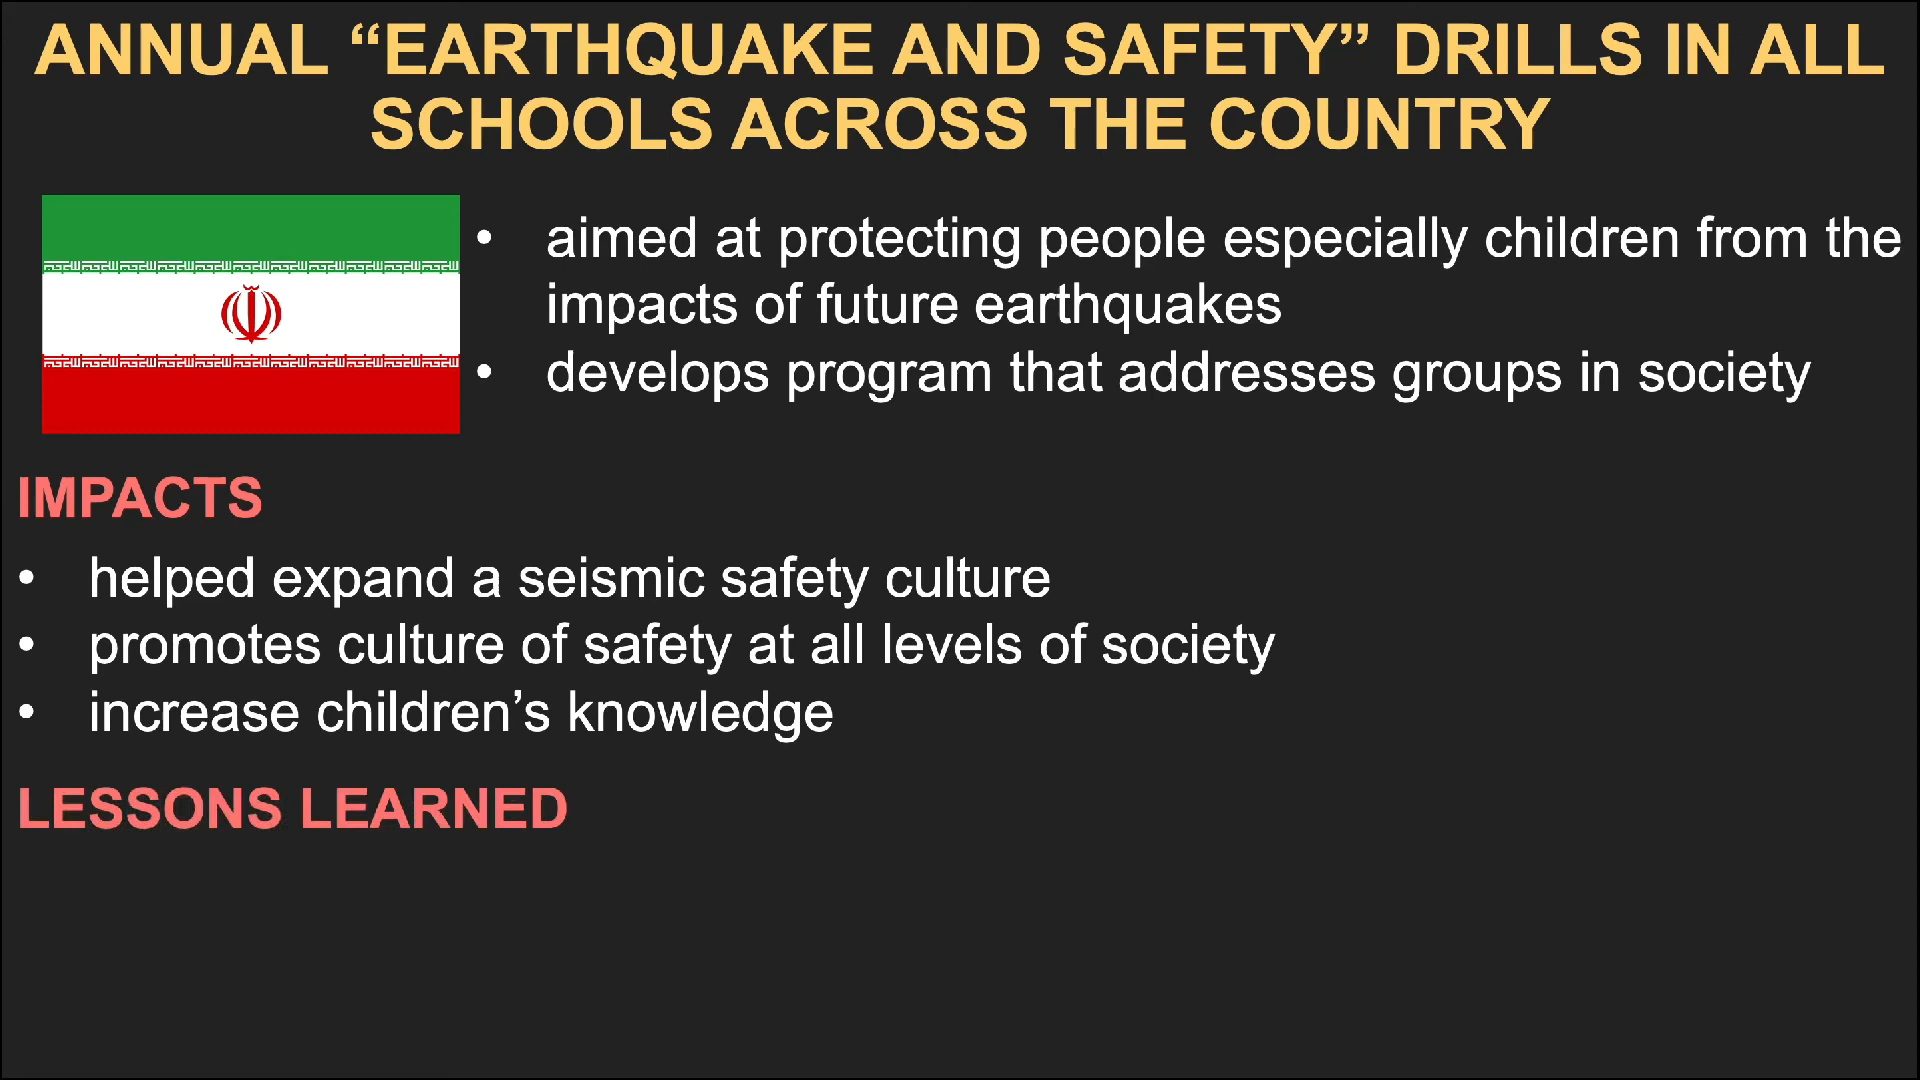 ANNUAL “EARTHQUAKE AND SAFETY” DRILLS IN ALL
SCHOOLS ACROSS THE COUNTRY
• aimed at protecting people especially children from the
impacts of future earthquakes
• develops program that addresses groups in society
IMPACTS
• helped expand a seismic safety culture
• promotes culture of safety at all levels of society
• increase children’s knowledge
LESSONS LEARNED